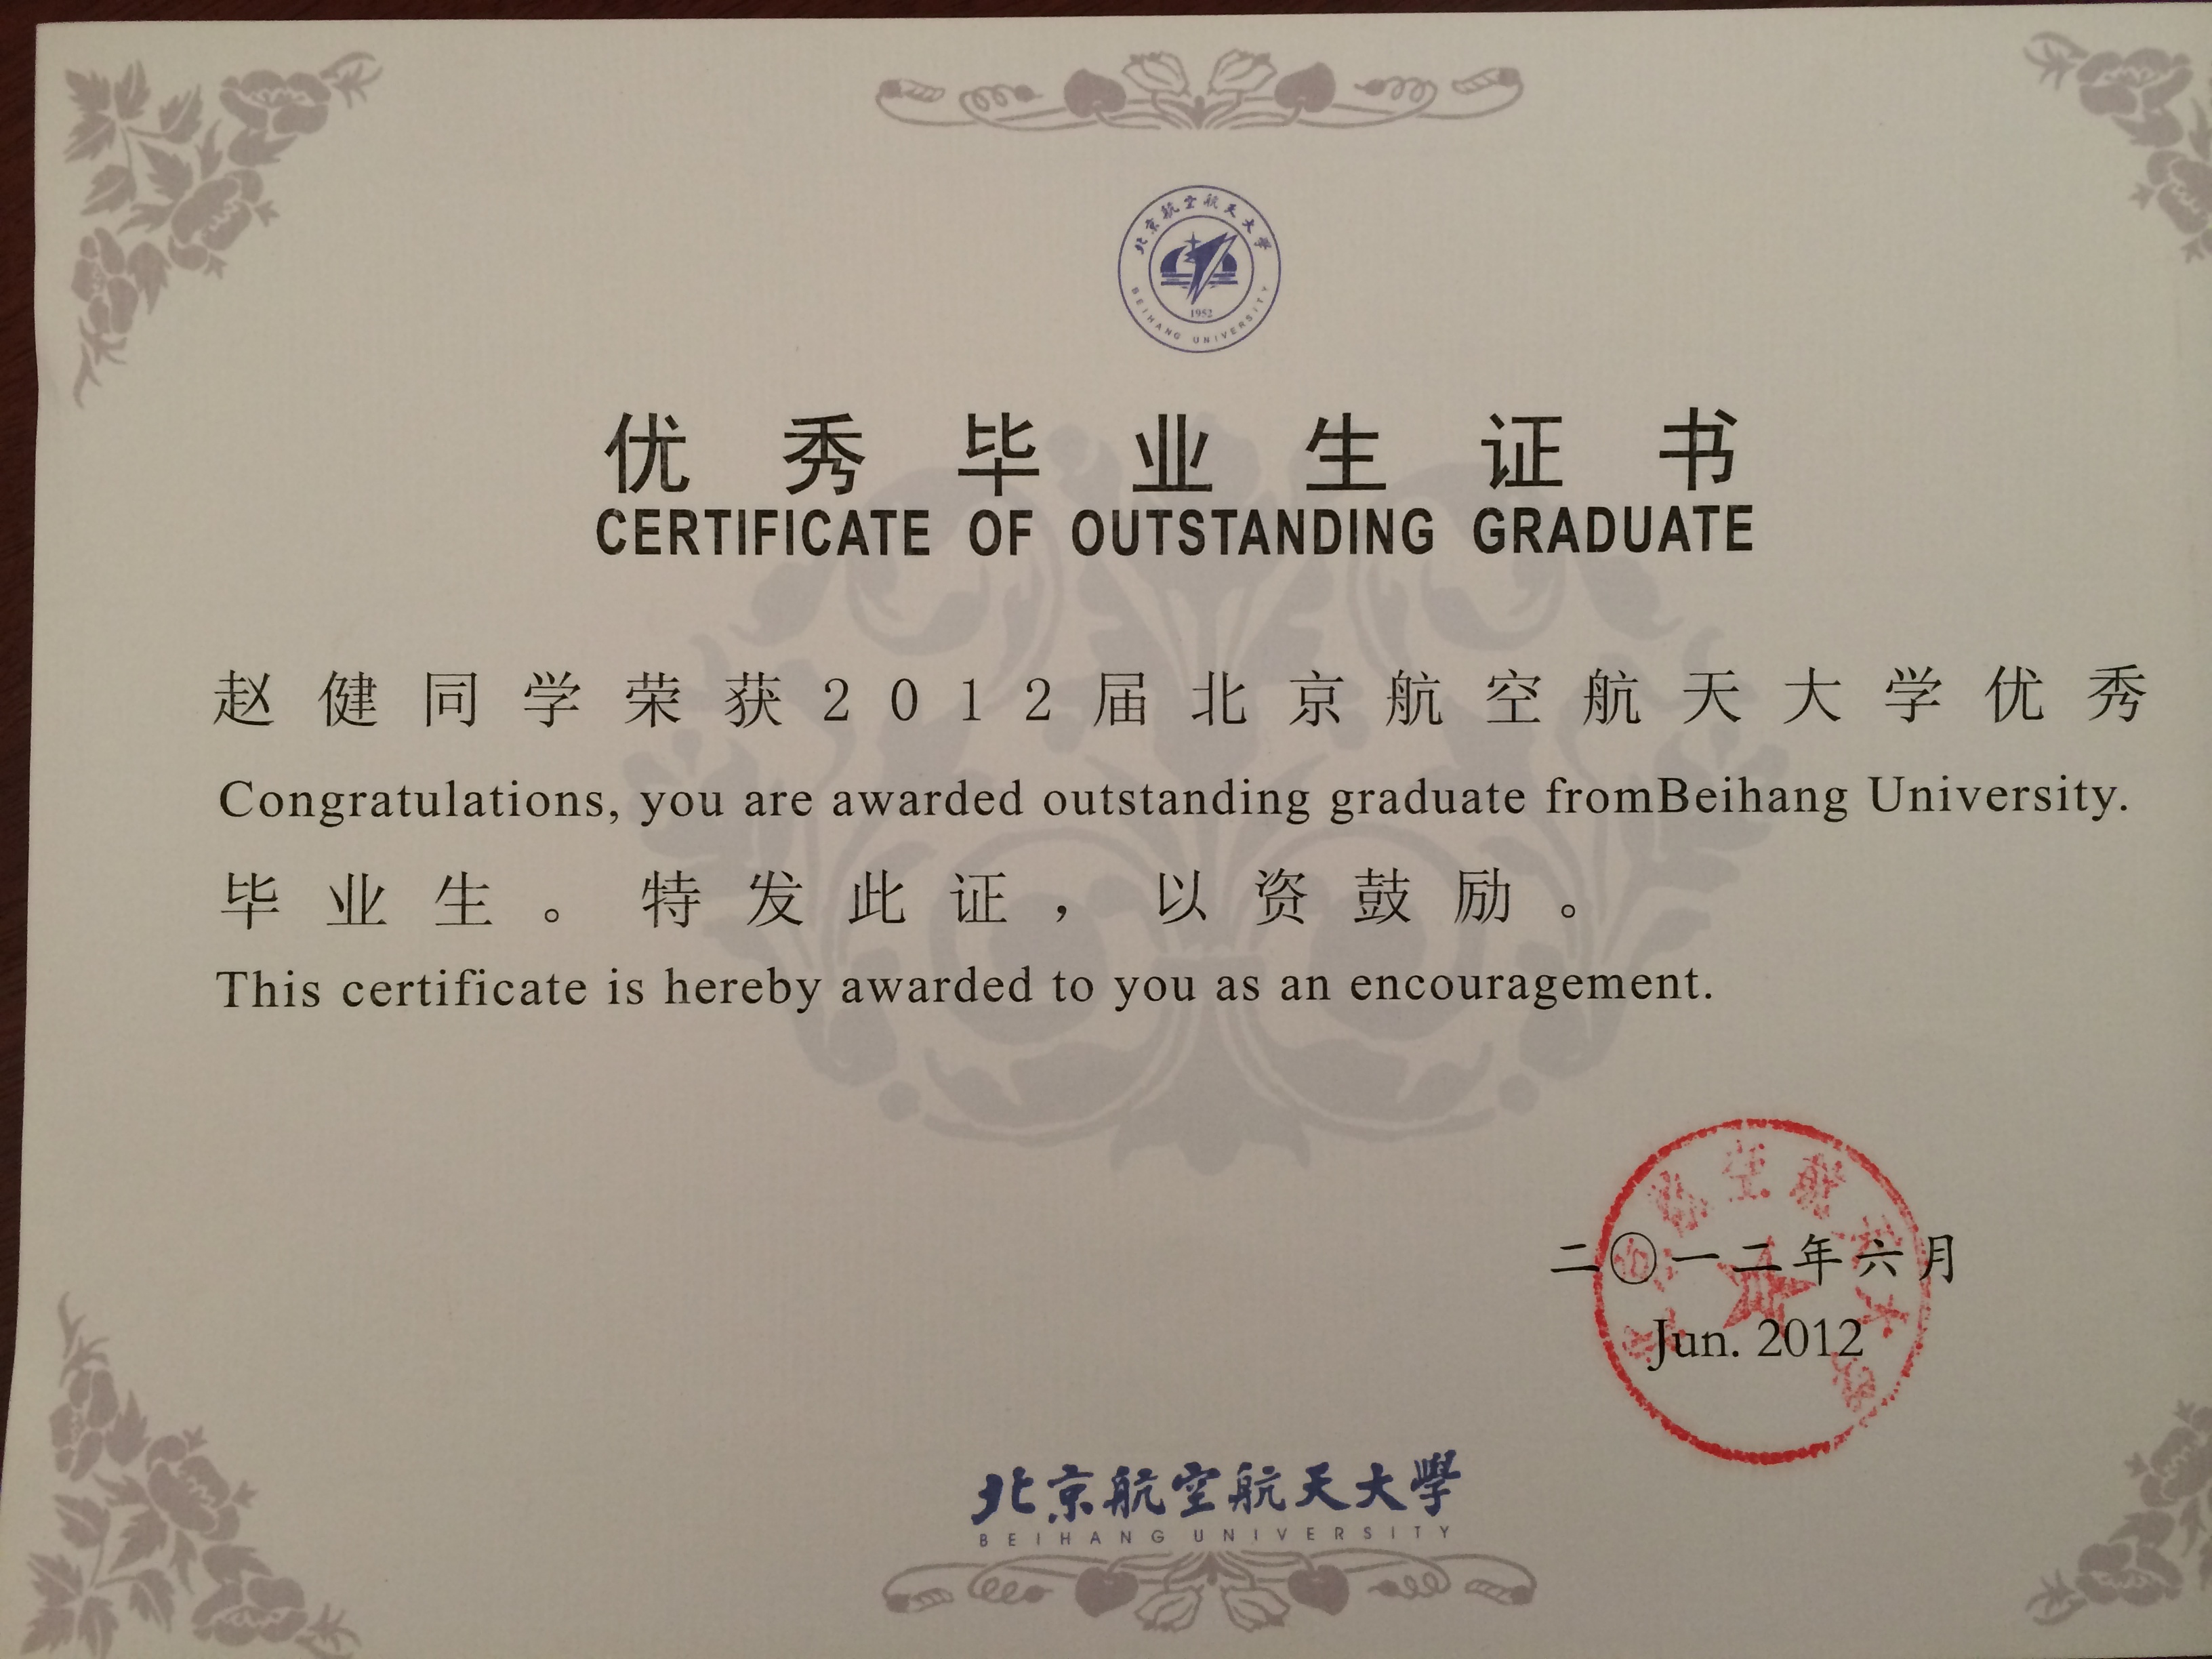 北京航空航天大学
1952
BEIHANG UNIVERSITY
优秀毕业生证书
CERTIFICATE OF OUTSTANDING GRADUATE
赵健同学荣获2012届北京航空航天大学优秀
Congratulations, you are awarded outstanding graduate fromBeihang University.
毕业生。特发此证，以资鼓励。
This certificate is hereby awarded to you as an encouragement.
二〇一二年六月
Jun. 2012
北京航空航天大學
BEIHANG UNIVERSITY